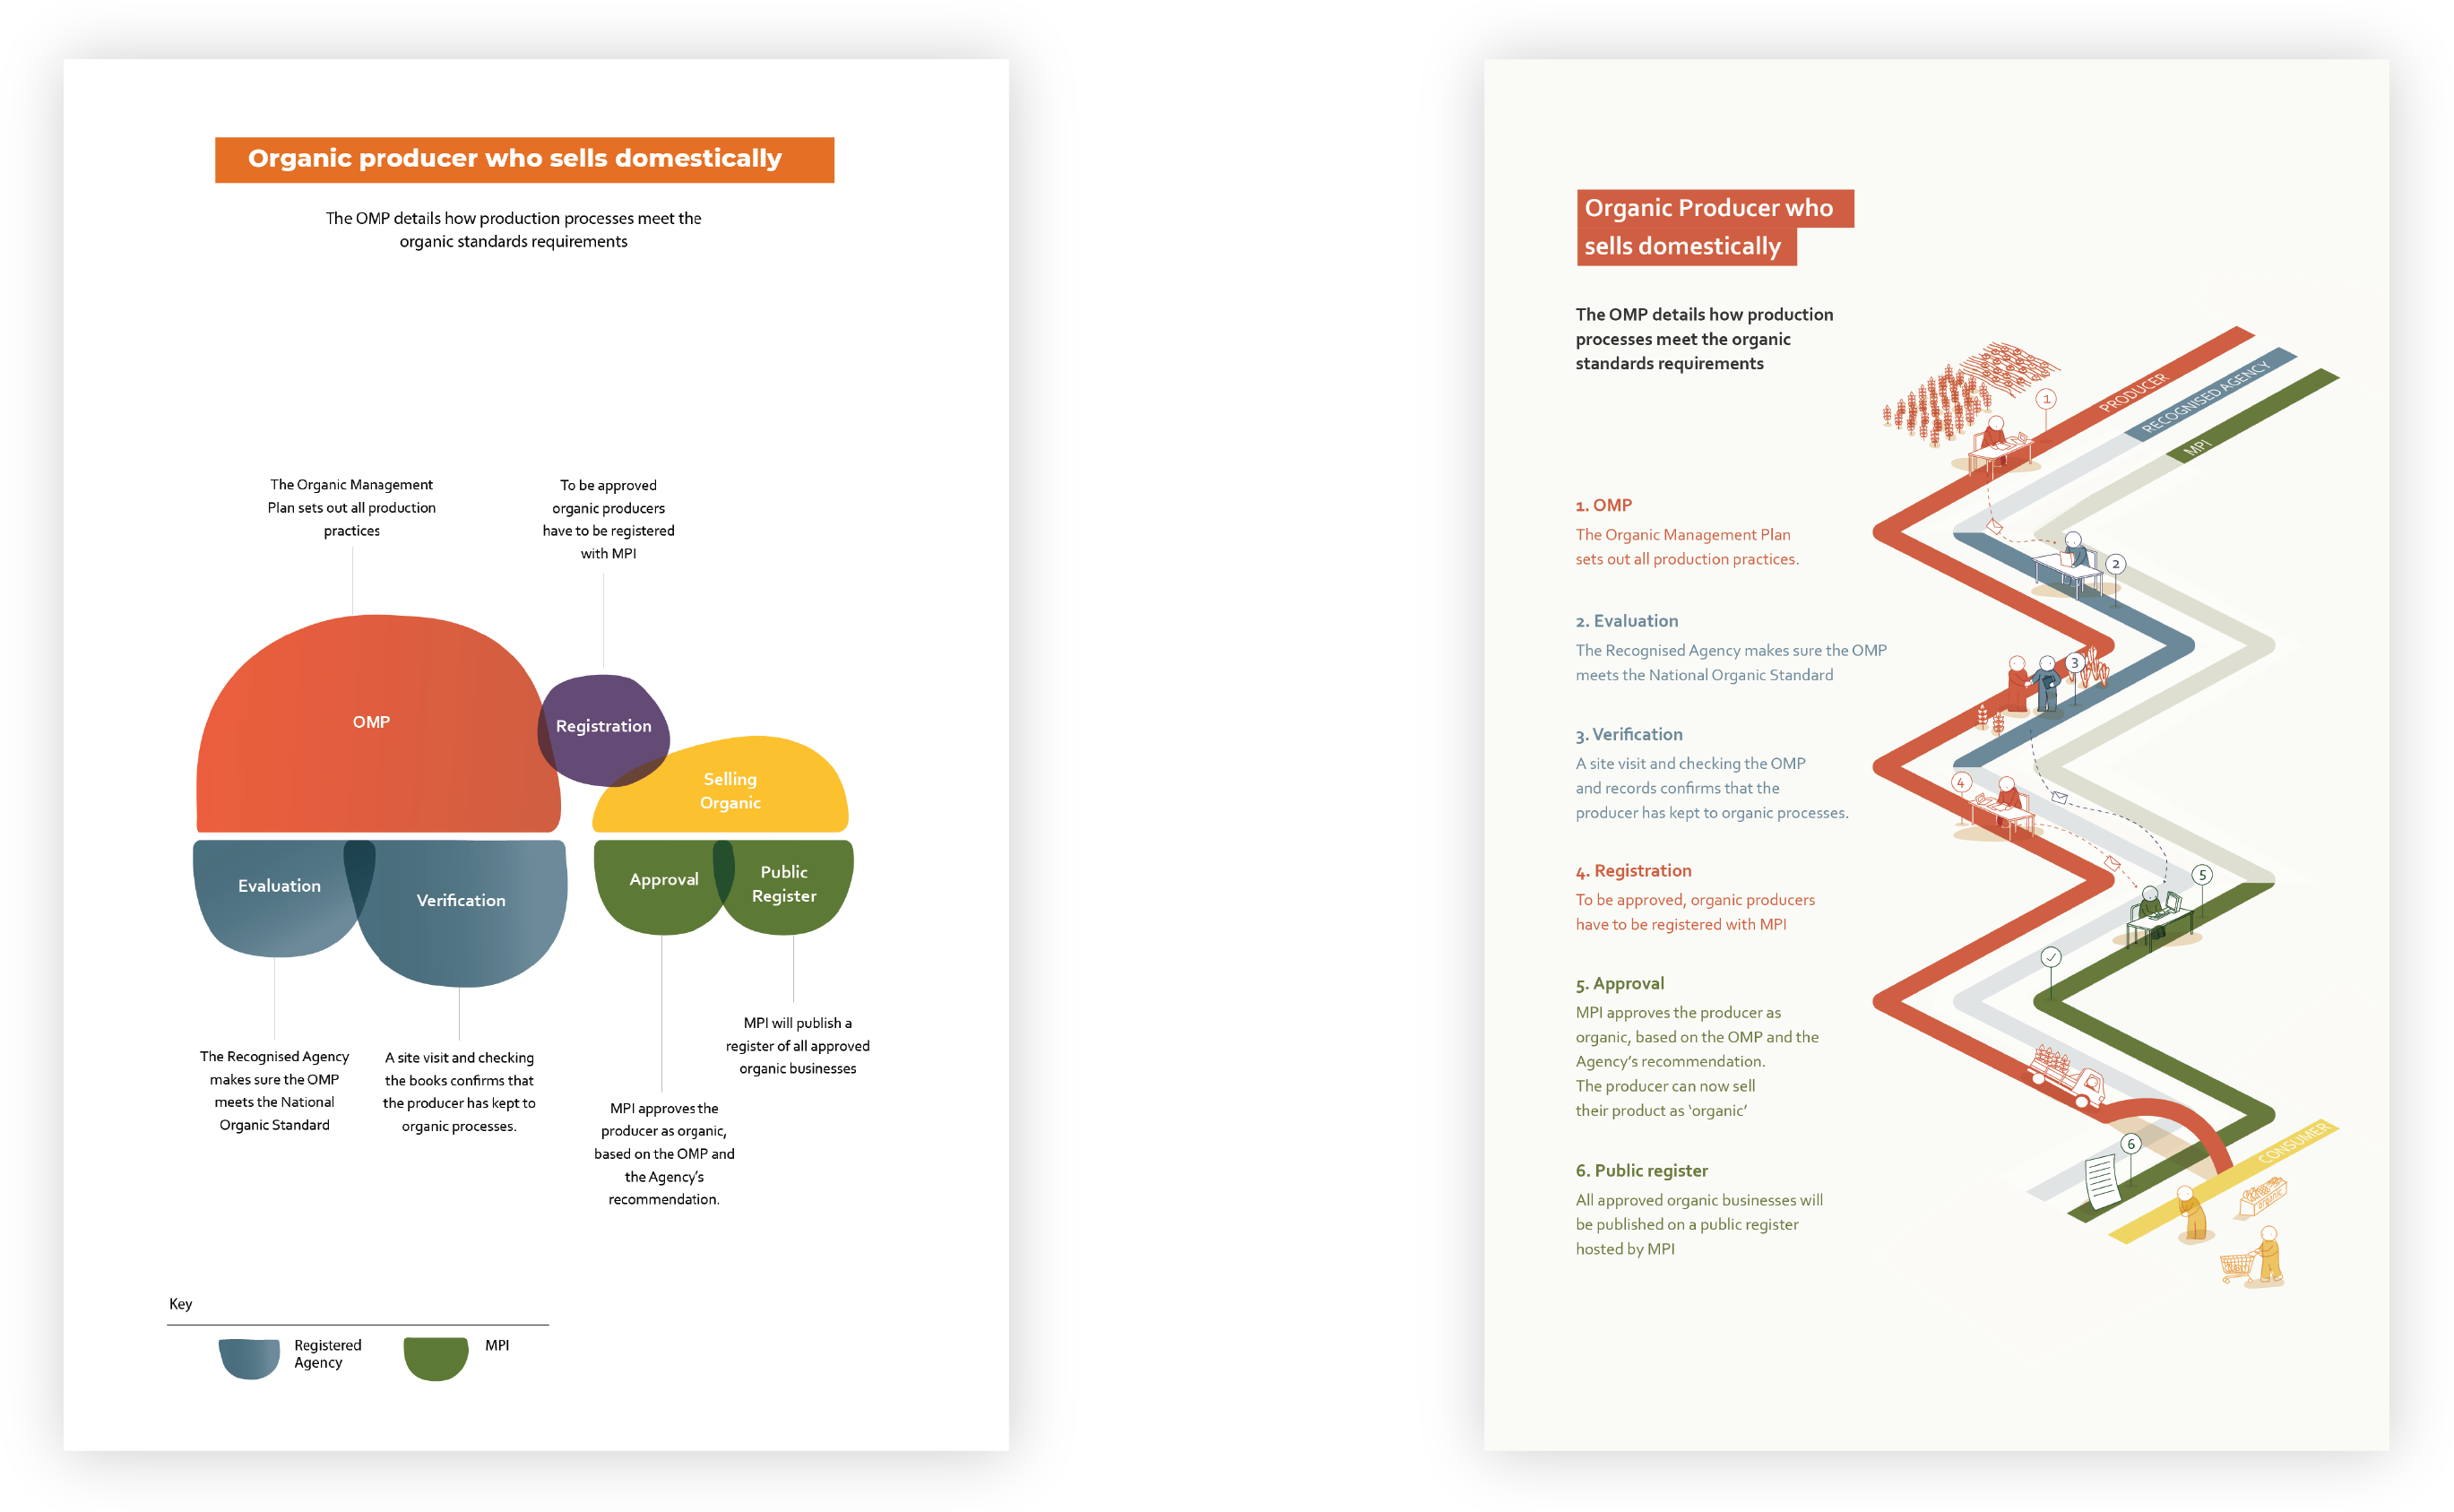 Organic producer who sells domestically
The OMP details how production processes meet the
organic standards requirements
The Organic Management
Plan sets out all production
practices
To be approved
organic producers
have to be registered
with MPI
OMP
Registration
Selling
Organic
Evaluation
Verification
Approval
Public
Register
The Recognised Agency
makes sure the OMP
meets the National
Organic Standard
A site visit and checking
the books confirms that
the producer has kept to
organic processes.
MPI approves the
producer as organic,
based on the OMP and
the Agency's
recommendation.
MPI will publish a
register of all approved
organic businesses
Key
Registered
Agency
MPI
Organic Producer who
sells domestically
The OMP details how production
processes meet the organic
standards requirements
1. OMP
The Organic Management Plan
sets out all production practices.
2. Evaluation
The Recognised Agency makes sure the OMP
meets the National Organic Standard
3. Verification
A site visit and checking the OMP
and records confirms that the
producer has kept to organic processes.
4. Registration
To be approved, organic producers
have to be registered with MPI
5. Approval
MPI approves the producer as
organic, based on the OMP and the
Agency's recommendation.
The producer can now sell
their product as 'organic'
6. Public register
All approved organic businesses will
be published on a public register
hosted by MPI
PRODUCER
RECOGNISED AGENCY
MPI
1
2
3
4
5
6
CONSUMER
organic